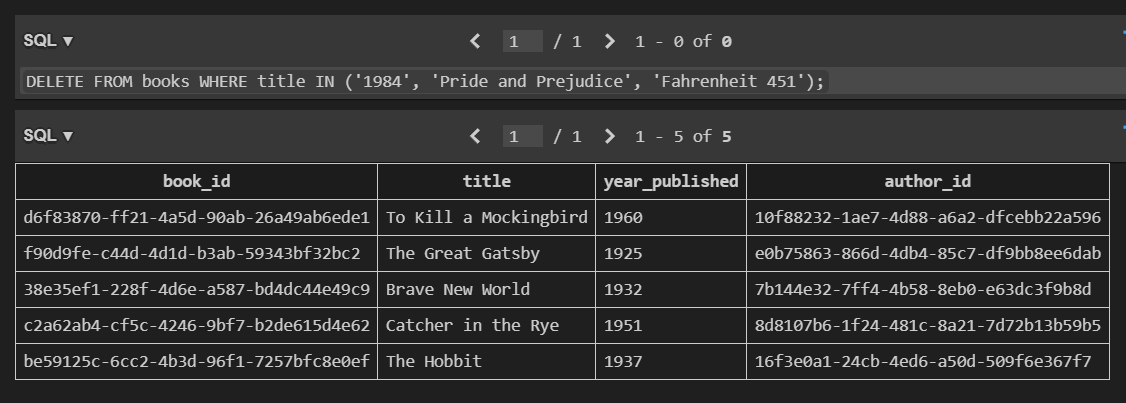 SQL ▼ < 1 / 1 > 1 - 0 of 0
DELETE FROM books WHERE title IN ('1984', 'Pride and Prejudice', 'Fahrenheit 451');
SQL ▼ < 1 / 1 > 1 - 5 of 5
book_id title year_published author_id
d6f83870-ff21-4a5d-90ab-26a49ab6ede1 To Kill a Mockingbird 1960 10f88232-1ae7-4d88-a6a2-dfcebb22a596
f90d9fe-c44d-4d1d-b3ab-59343bf32bc2 The Great Gatsby 1925 e0b75863-866d-4db4-85c7-df9bb8ee6dab
38e35ef1-228f-4d6e-a587-bd4dc44e49c9 Brave New World 1932 7b144e32-7ff4-4b58-8eb0-e63dc3f9b8d
c2a62ab4-cf5c-4246-9bf7-b2de615d4e62 Catcher in the Rye 1951 8d8107b6-1f24-481c-8a21-7d72b13b59b5
be59125c-6cc2-4b3d-96f1-7257bfc8e0ef The Hobbit 1937 16f3e0a1-24cb-4ed6-a50d-509f6e367f7